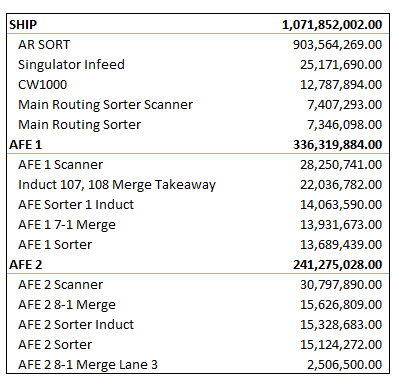 SHIP 1,071,852,002.00
AR SORT 903,564,269.00
Singulator Infeed 25,171,690.00
CW1000 12,787,894.00
Main Routing Sorter Scanner 7,407,293.00
Main Routing Sorter 7,346,098.00
AFE 1 336,319,884.00
AFE 1 Scanner 28,250,741.00
Induct 107, 108 Merge Takeaway 22,036,782.00
AFE Sorter 1 Induct 14,063,590.00
AFE 1 7-1 Merge 13,931,673.00
AFE 1 Sorter 13,689,439.00
AFE 2 241,275,028.00
AFE 2 Scanner 30,797,890.00
AFE 2 8-1 Merge 15,626,809.00
AFE 2 Sorter Induct 15,328,683.00
AFE 2 Sorter 15,124,272.00
AFE 2 8-1 Merge Lane 3 2,506,500.00